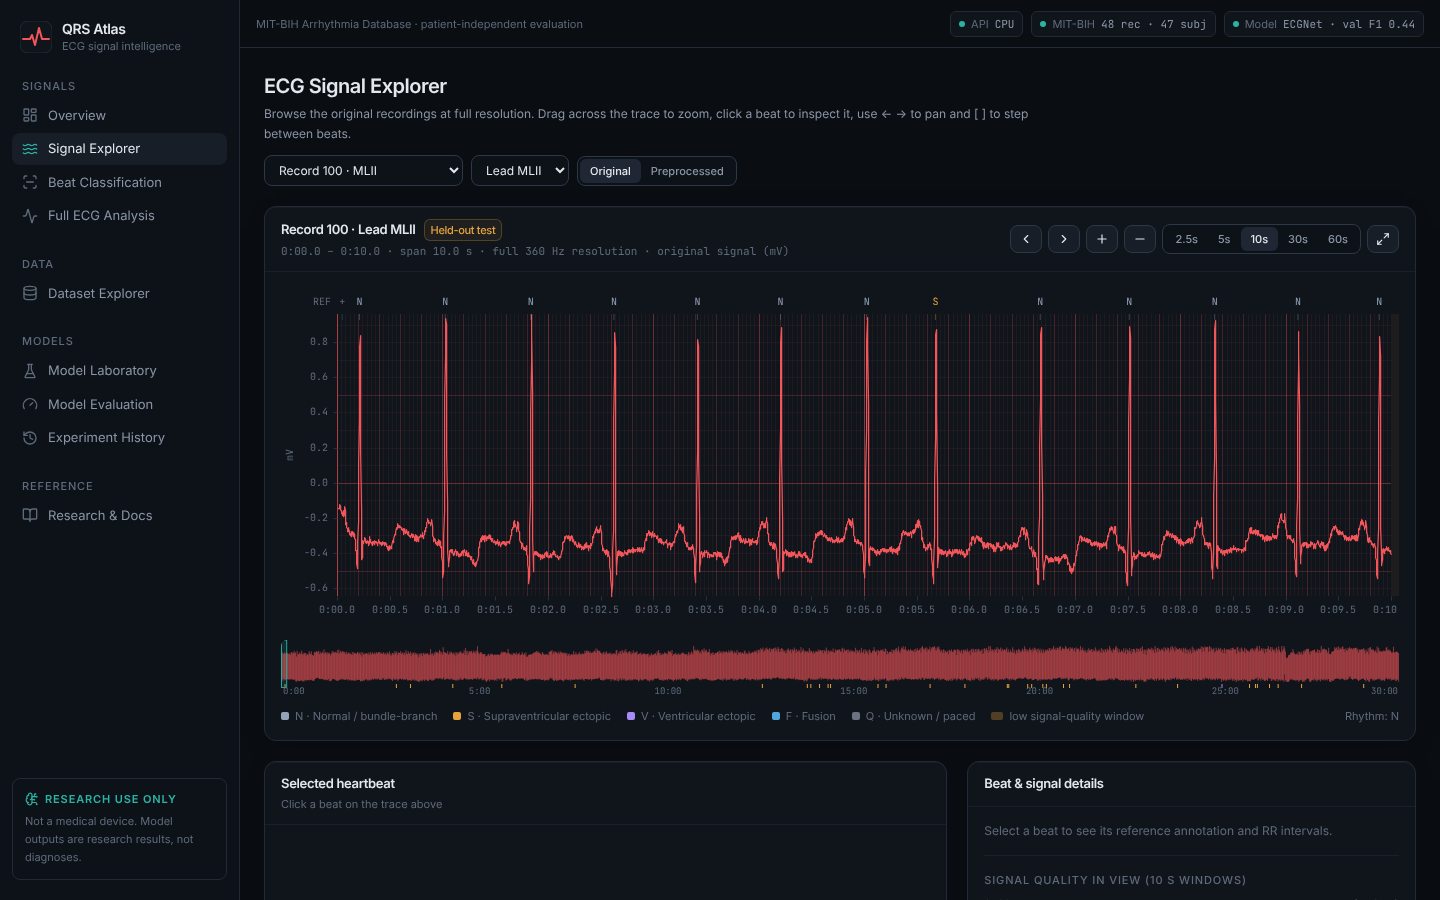 QRS Atlas
ECG signal intelligence
SIGNALS
Overview
Signal Explorer
Beat Classification
Full ECG Analysis
DATA
Dataset Explorer
MODELS
Model Laboratory
Model Evaluation
Experiment History
REFERENCE
Research & Docs
RESEARCH USE ONLY
Not a medical device. Model
outputs are research results, not
diagnoses.
MIT-BIH Arrhythmia Database · patient-independent evaluation
API CPU
MIT-BIH 48 rec · 47 subj
Model ECGNet · val F1 0.44
ECG Signal Explorer
Browse the original recordings at full resolution. Drag across the trace to zoom, click a beat to inspect it, use ← → to pan and [ ] to step
between beats.
Record 100 · MLII
Lead MLII
Original
Preprocessed
Record 100 · Lead MLII
Held-out test
0:00.0 – 0:10.0 · span 10.0 s · full 360 Hz resolution · original signal (mV)
2.5s 5s 10s 30s 60s
REF + N N N N N N N S N N N N N
0.8
0.6
0.4
0.2
0.0
-0.2
-0.4
-0.6
mV
0:00.0 0:00.5 0:01.0 0:01.5 0:02.0 0:02.5 0:03.0 0:03.5 0:04.0 0:04.5 0:05.0 0:05.5 0:06.0 0:06.5 0:07.0 0:07.5 0:08.0 0:08.5 0:09.0 0:09.5 0:10
0:00 5:00 10:00 15:00 20:00 25:00 30:00
N · Normal / bundle-branch
S · Supraventricular ectopic
V · Ventricular ectopic
F · Fusion
Q · Unknown / paced
low signal-quality window
Rhythm: N
Selected heartbeat
Click a beat on the trace above
Beat & signal details
Select a beat to see its reference annotation and RR intervals.
SIGNAL QUALITY IN VIEW (10 S WINDOWS)